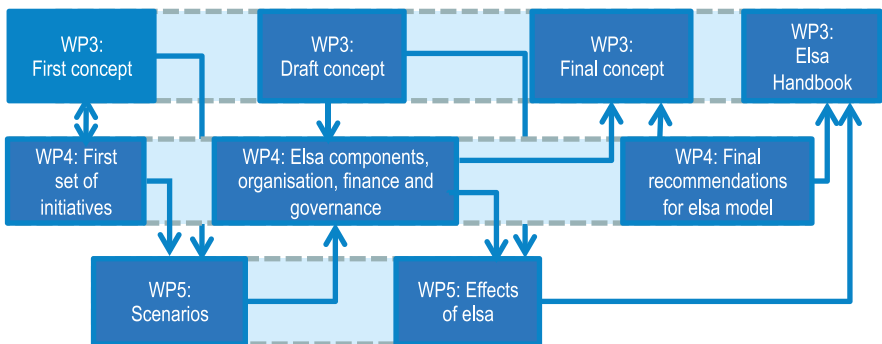 WP3:
First concept
WP3:
Draft concept
WP3:
Final concept
WP3:
Elsa
Handbook
WP4: First
set of
initiatives
WP4: Elsa components,
organisation, finance and
governance
WP4: Final
recommendations
for elsa model
WP5:
Scenarios
WP5: Effects
of elsa